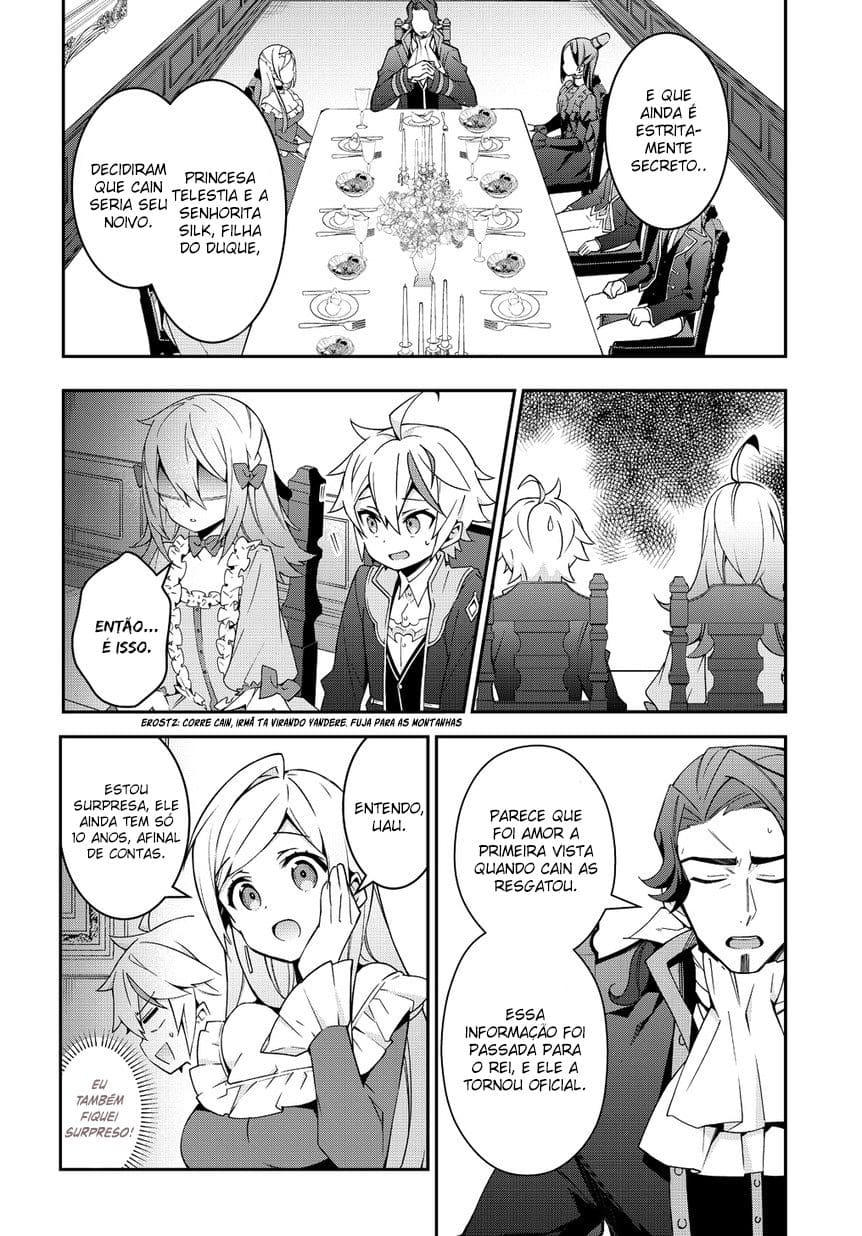 E QUE
AINDA É
ESTRITA-
MENTE
SECRETO..
PRINCESA
TELESTIA E A
SENHORITA
SILK, FILHA
DO DUQUE,
DECIDIRAM
QUE CAIN
SERIA SEU
NOIVO.
ENTÃO...
É ISSO.
EROSTZ: CORRE CAIN, IRMÃ TA VIRANDO YANDERE. FUJA PARA AS MONTANHAS
PARECE QUE
FOI AMOR A
PRIMEIRA VISTA
QUANDO CAIN AS
RESGATOU.
ESSA
INFORMAÇÃO FOI
PASSADA PARA
O REI, E ELE A
TORNOU OFICIAL.
ENTENDO,
UAU.
ESTOU
SURPRESA, ELE
AINDA TEM SÓ
10 ANOS, AFINAL
DE CONTAS.
EU
TAMBÉM
FIQUEI
SURPRESO!